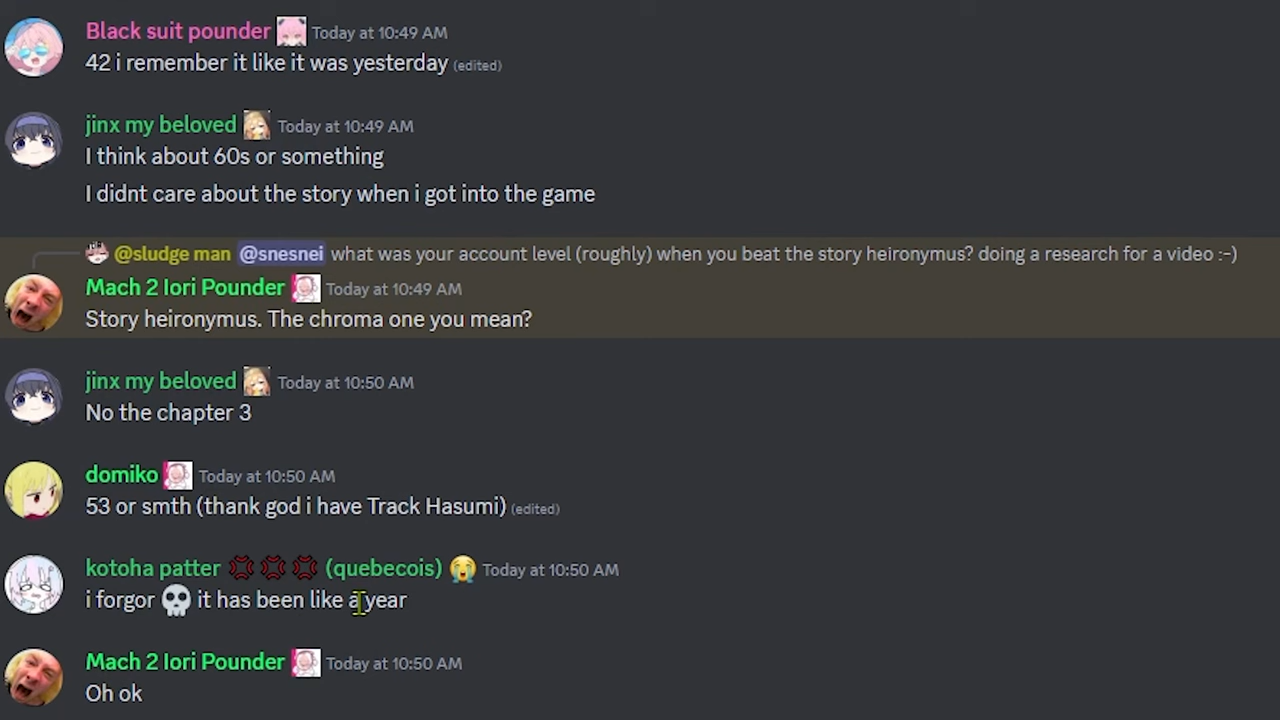 Black suit pounder Today at 10:49 AM
42 i remember it like it was yesterday (edited)
jinx my beloved Today at 10:49 AM
I think about 60s or something
I didnt care about the story when i got into the game
@sludge man @snesnei what was your account level (roughly) when you beat the story heironymus? doing a research for a video :-)
Mach 2 Iori Pounder Today at 10:49 AM
Story heironymus. The chroma one you mean?
jinx my beloved Today at 10:50 AM
No the chapter 3
domiko Today at 10:50 AM
53 or smth (thank god i have Track Hasumi) (edited)
kotoha patter 💢 💢 💢 (quebecois) 😭 Today at 10:50 AM
i forgor 💀 it has been like a year
Mach 2 Iori Pounder Today at 10:50 AM
Oh ok